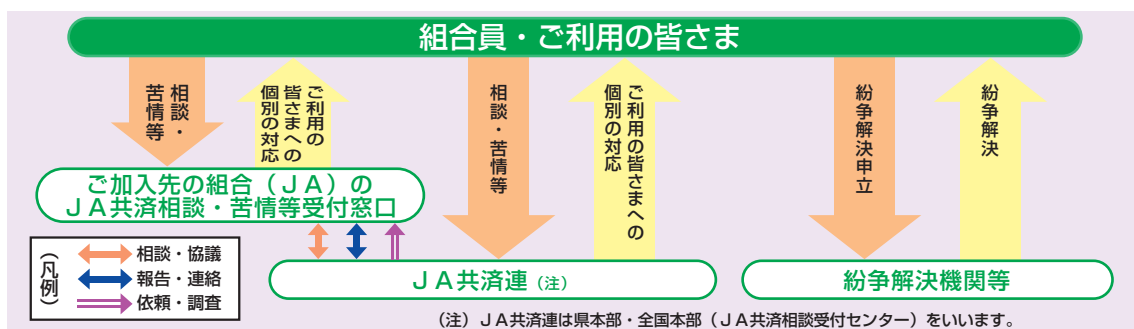 組合員・ご利用の皆さま
相談・
苦情等
ご利用の
皆さまへの
個別の対応
相談・苦情等
ご利用の皆さまへの
個別の対応
紛争解決申立
紛争解決
ご加入先の組合（ＪＡ）の
ＪＡ共済相談・苦情等受付窓口
（凡例）
相談・協議
報告・連絡
依頼・調査
ＪＡ共済連（注）
紛争解決機関等
（注）ＪＡ共済連は県本部・全国本部（ＪＡ共済相談受付センター）をいいます。